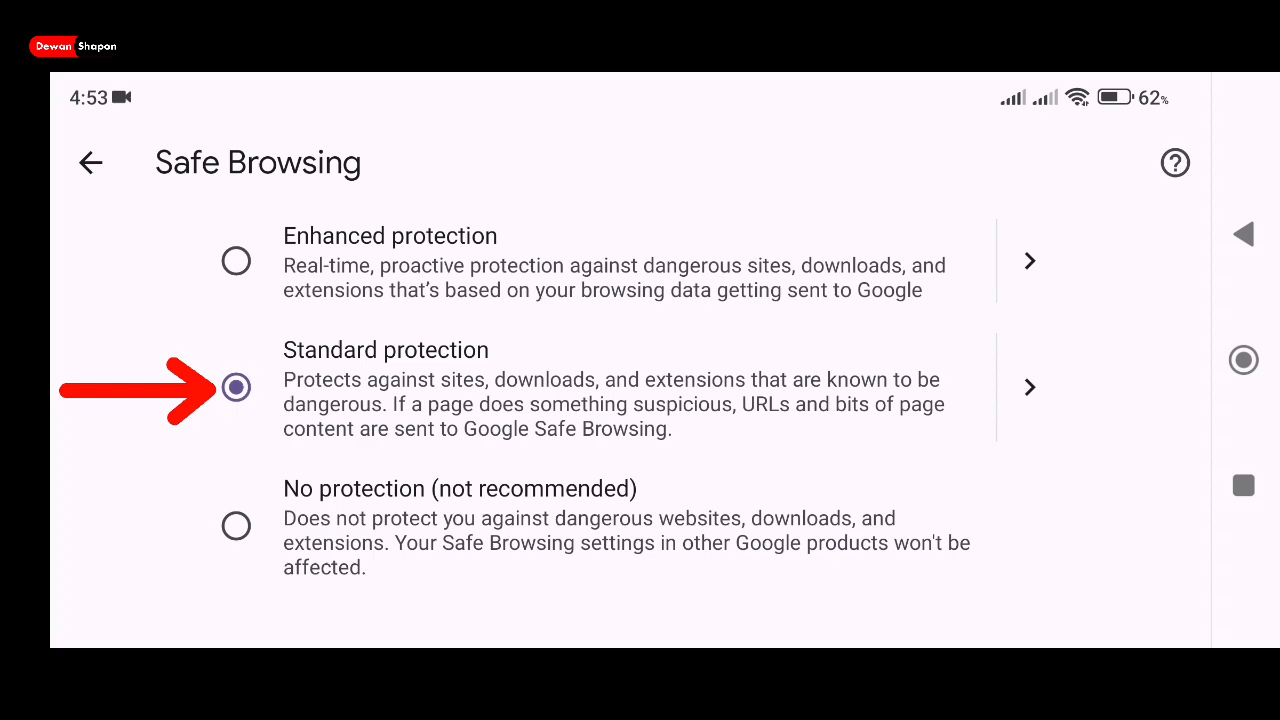 Dewan Shapon
4:53 62%
Safe Browsing
Enhanced protection
Real-time, proactive protection against dangerous sites, downloads, and
extensions that’s based on your browsing data getting sent to Google
Standard protection
Protects against sites, downloads, and extensions that are known to be
dangerous. If a page does something suspicious, URLs and bits of page
content are sent to Google Safe Browsing.
No protection (not recommended)
Does not protect you against dangerous websites, downloads, and
extensions. Your Safe Browsing settings in other Google products won't be
affected.